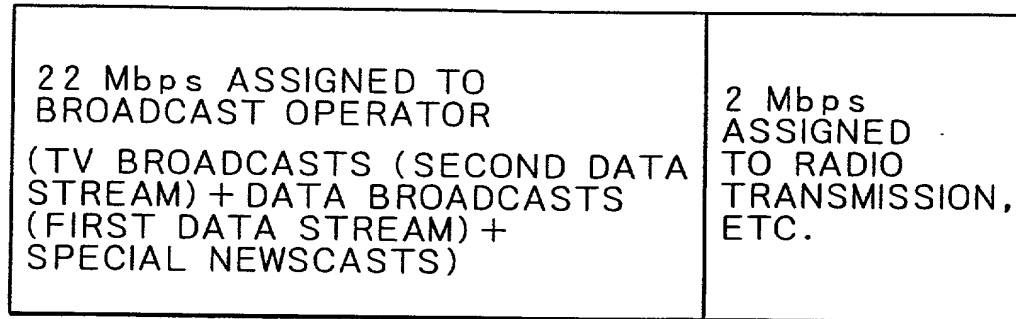 22 Mbps ASSIGNED TO
BROADCAST OPERATOR
(TV BROADCASTS (SECOND DATA
STREAM)+DATA BROADCASTS
(FIRST DATA STREAM)+
SPECIAL NEWSCASTS)
2 Mbps
ASSIGNED
TO RADIO
TRANSMISSION,
ETC.